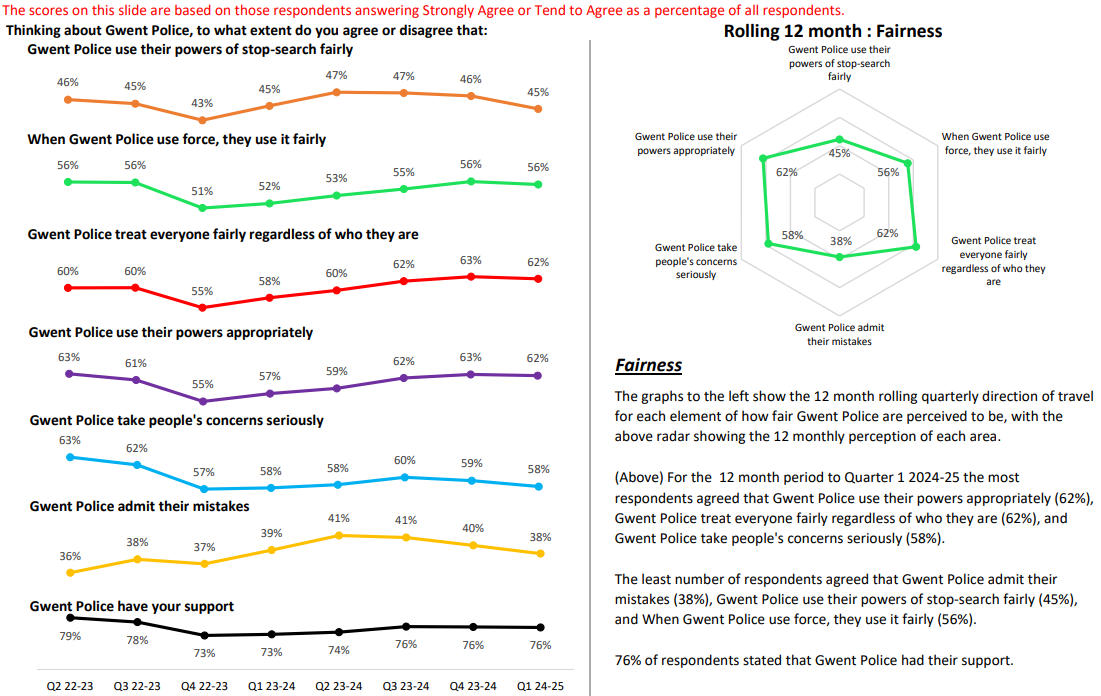 The scores on this slide are based on those respondents answering Strongly Agree or Tend to Agree as a percentage of all respondents.
Thinking about Gwent Police, to what extent do you agree or disagree that:
Gwent Police use their powers of stop-search fairly
46% 45% 43% 45% 47% 47% 46% 45%
When Gwent Police use force, they use it fairly
56% 56% 51% 52% 53% 55% 56% 56%
Gwent Police treat everyone fairly regardless of who they are
60% 60% 55% 58% 60% 62% 63% 62%
Gwent Police use their powers appropriately
63% 61% 55% 57% 59% 62% 63% 62%
Gwent Police take people's concerns seriously
63% 62% 57% 58% 58% 60% 59% 58%
Gwent Police admit their mistakes
36% 38% 37% 39% 41% 41% 40% 38%
Gwent Police have your support
79% 78% 73% 73% 74% 76% 76% 76%
Q2 22-23 Q3 22-23 Q4 22-23 Q1 23-24 Q2 23-24 Q3 23-24 Q4 23-24 Q1 24-25
Rolling 12 month : Fairness
Gwent Police use their
powers of stop-search
fairly
When Gwent Police use
force, they use it fairly
Gwent Police treat
everyone fairly
regardless of who they
are
Gwent Police admit
their mistakes
Gwent Police take
people's concerns
seriously
Gwent Police use their
powers appropriately
45%
56%
62%
38%
58%
62%
Fairness
The graphs to the left show the 12 month rolling quarterly direction of travel
for each element of how fair Gwent Police are perceived to be, with the
above radar showing the 12 monthly perception of each area.
(Above) For the 12 month period to Quarter 1 2024-25 the most
respondents agreed that Gwent Police use their powers appropriately (62%),
Gwent Police treat everyone fairly regardless of who they are (62%), and
Gwent Police take people's concerns seriously (58%).
The least number of respondents agreed that Gwent Police admit their
mistakes (38%), Gwent Police use their powers of stop-search fairly (45%),
and When Gwent Police use force, they use it fairly (56%).
76% of respondents stated that Gwent Police had their support.